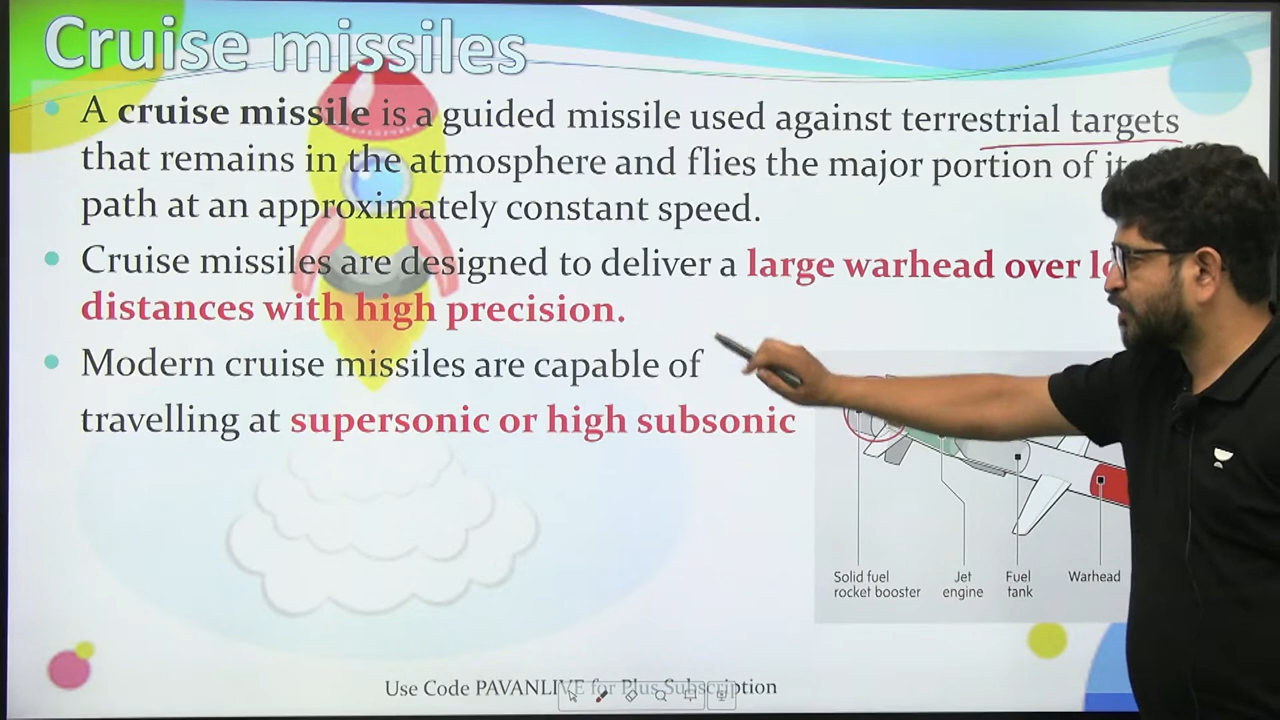 Cruise missiles
A cruise missile is a guided missile used against terrestrial targets
that remains in the atmosphere and flies the major portion of
path at an approximately constant speed.
Cruise missiles are designed to deliver a large warhead over
distances with high precision.
Modern cruise missiles are capable of
travelling at supersonic or high subsonic
Solid fuel Jet Fuel Warhead
rocket booster engine tank
Use Code PAVANLIVE for Plus Subscription